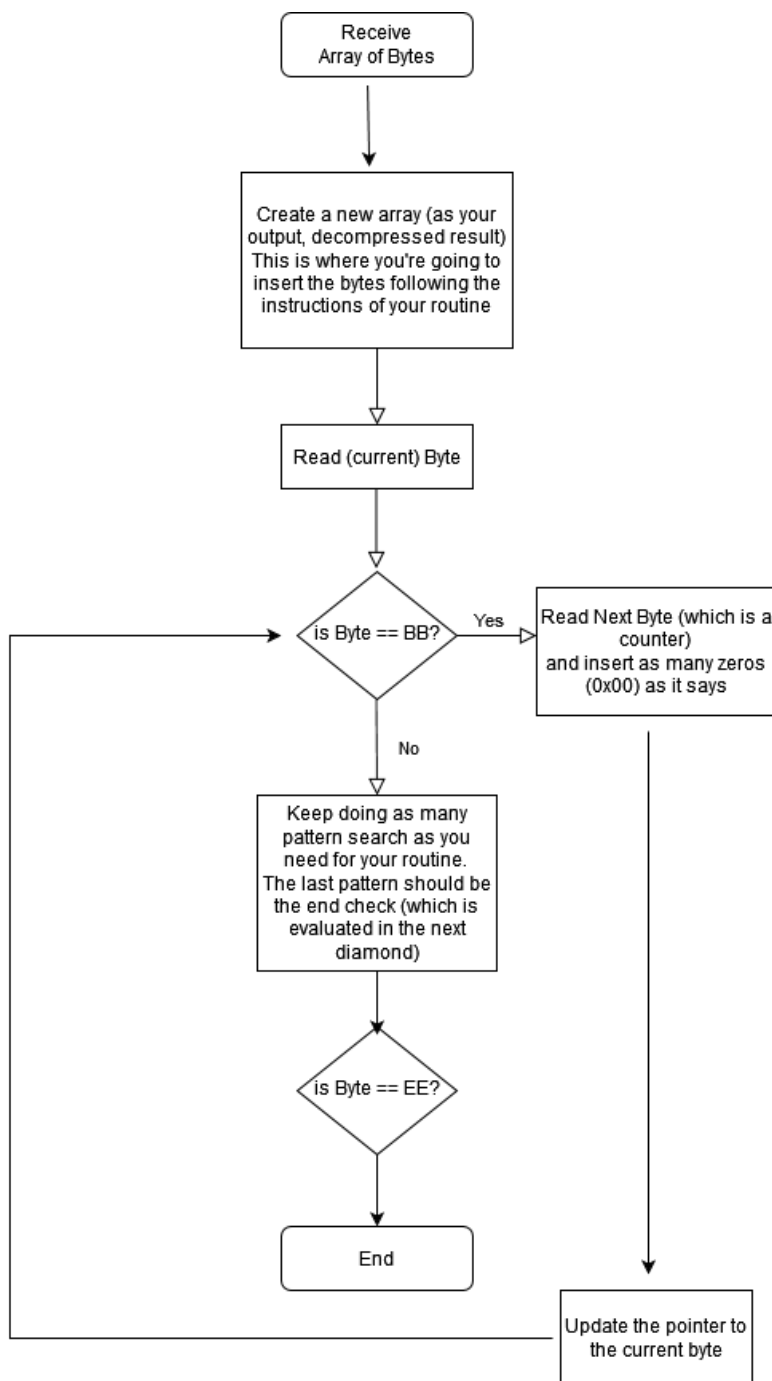 Receive
Array of Bytes
Create a new array (as your
output, decompressed result)
This is where you're going to
insert the bytes following the
instructions of your routine
Read (current) Byte
is Byte == BB?
Yes
Read Next Byte (which is a
counter)
and insert as many zeros
(0x00) as it says
No
Keep doing as many
pattern search as you
need for your routine.
The last pattern should be
the end check (which is
evaluated in the next
diamond)
is Byte == EE?
End
Update the pointer to
the current byte